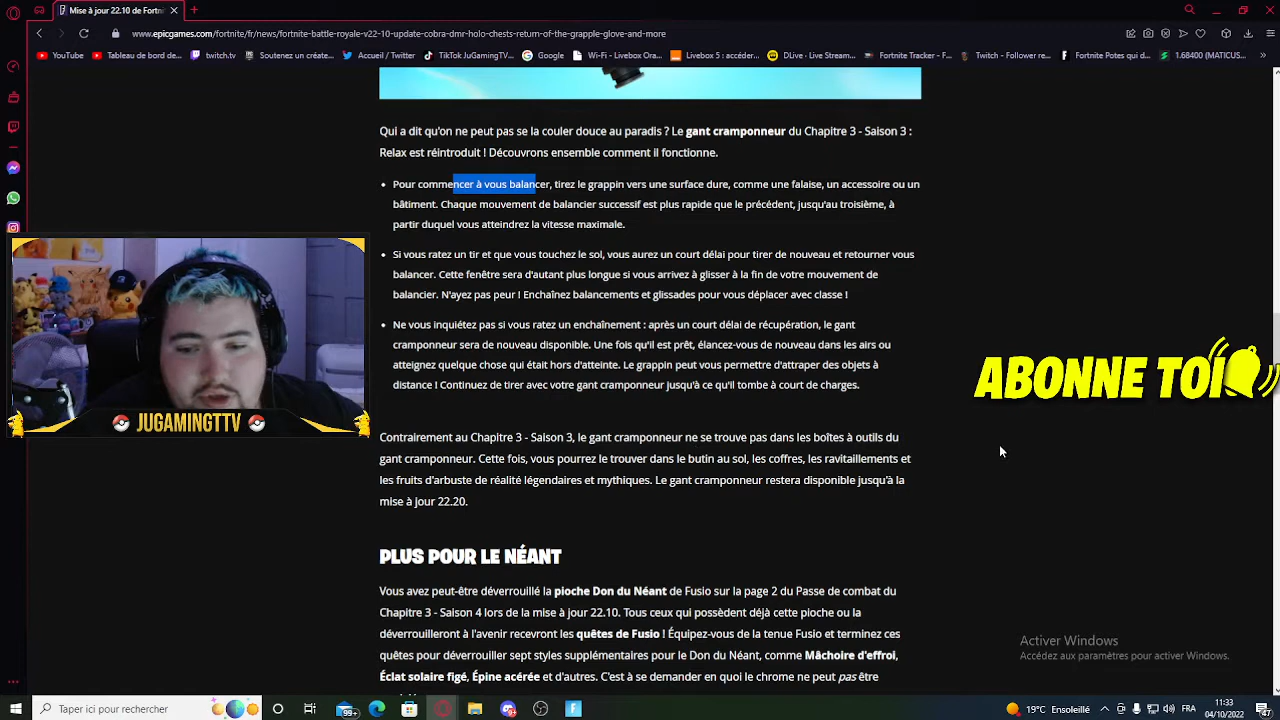 Mise à jour 22.10 de Fortni
www.epicgames.com/fortnite/fr/news/fortnite-battle-royale-v22-10-update-cobra-dmr-holo-chests-return-of-the-grapple-glove-and-more
YouTube Tableau de bord de... twitch.tv Soutenez un créate... Accueil / Twitter TikTok JuGamingTV... Google Wi-Fi - Livebox Ora... Livebox 5 : accéder... DLive · Live Stream... Fortnite Tracker - F... Twitch - Follower re... Fortnite Potes qui d... 1.68400 (MATICUS...
Qui a dit qu'on ne peut pas se la couler douce au paradis ? Le gant cramponneur du Chapitre 3 - Saison 3 :
Relax est réintroduit ! Découvrons ensemble comment il fonctionne.
• Pour commencer à vous balancer, tirez le grappin vers une surface dure, comme une falaise, un accessoire ou un
bâtiment. Chaque mouvement de balancier successif est plus rapide que le précédent, jusqu'au troisième, à
partir duquel vous atteindrez la vitesse maximale.
• Si vous ratez un tir et que vous touchez le sol, vous aurez un court délai pour tirer de nouveau et retourner vous
balancer. Cette fenêtre sera d'autant plus longue si vous arrivez à glisser à la fin de votre mouvement de
balancier. N'ayez pas peur ! Enchaînez balancements et glissades pour vous déplacer avec classe !
• Ne vous inquiétez pas si vous ratez un enchaînement : après un court délai de récupération, le gant
cramponneur sera de nouveau disponible. Une fois qu'il est prêt, élancez-vous de nouveau dans les airs ou
atteignez quelque chose qui était hors d'atteinte. Le grappin peut vous permettre d'attraper des objets à
distance ! Continuez de tirer avec votre gant cramponneur jusqu'à ce qu'il tombe à court de charges.
ABONNE TOI
JUGAMINGTTV
Contrairement au Chapitre 3 - Saison 3, le gant cramponneur ne se trouve pas dans les boîtes à outils du
gant cramponneur. Cette fois, vous pourrez le trouver dans le butin au sol, les coffres, les ravitaillements et
les fruits d'arbuste de réalité légendaires et mythiques. Le gant cramponneur restera disponible jusqu'à la
mise à jour 22.20.
PLUS POUR LE NÉANT
Vous avez peut-être déverrouillé la pioche Don du Néant de Fusio sur la page 2 du Passe de combat du
Chapitre 3 - Saison 4 lors de la mise à jour 22.10. Tous ceux qui possèdent déjà cette pioche ou la
déverrouilleront à l'avenir recevront les quêtes de Fusio ! Équipez-vous de la tenue Fusio et terminez ces
quêtes pour déverrouiller sept styles supplémentaires pour le Don du Néant, comme Mâchoire d'effroi,
Éclat solaire figé, Épine acérée et d'autres. C'est à se demander en quoi le chrome ne peut pas être
Activer Windows
Accédez aux paramètres pour activer Windows.
Taper ici pour rechercher
99+
19°C Ensoleillé
FRA
11:33
04/10/2022